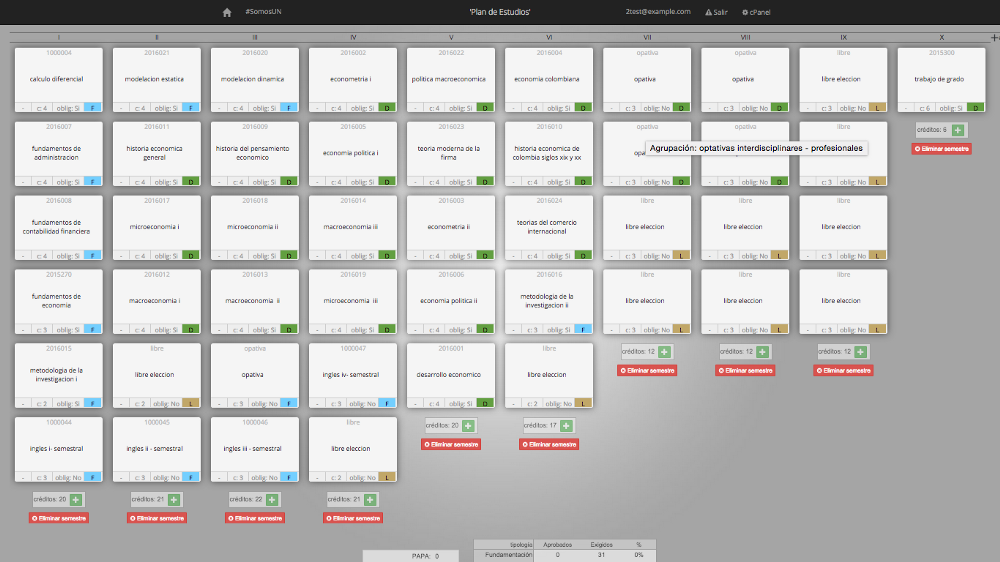 #SomosUN
'Plan de Estudios'
2test@example.com
Salir
cPanel
I II III IV V VI VII VIII IX X
1000004 2016021 2016020 2016002 2016022 2016004 opativa opativa libre 2015300
calculo diferencial modelacion estatica modelacion dinamica econometria i politica macroeconomica economia colombiana opativa opativa libre eleccion trabajo de grado
- c: 4 oblig: Si F - c: 4 oblig: Si F - c: 4 oblig: Si F - c: 4 oblig: Si D - c: 4 oblig: Si D - c: 4 oblig: Si D - c: 3 oblig: No D - c: 3 oblig: No D - c: 3 oblig: No L - c: 6 oblig: Si D
2016007 2016011 2016009 2016005 2016023 2016010 opativa opativa libre
créditos: 6
Eliminar semestre
fundamentos de administracion historia economica general historia del pensamiento economico economia politica i teoria moderna de la firma historia economica de colombia siglos xix y xx
Agrupación: optativas interdisciplinares - profesionales
- c: 4 oblig: Si F - c: 4 oblig: Si D - c: 4 oblig: Si D - c: 4 oblig: Si D - c: 4 oblig: Si D - c: 4 oblig: Si D - c: 3 oblig: No D - c: 3 oblig: No D - c: 3 oblig: No L
2016008 2016017 2016018 2016014 2016003 2016024 libre libre libre
fundamentos de contabilidad financiera microeconomia i microeconomia ii macroeconomia iii econometria ii teorias del comercio internacional libre eleccion libre eleccion libre eleccion
- c: 4 oblig: Si F - c: 4 oblig: Si D - c: 4 oblig: Si D - c: 4 oblig: Si D - c: 4 oblig: Si D - c: 4 oblig: Si D - c: 3 oblig: No L - c: 3 oblig: No L - c: 3 oblig: No L
2015270 2016012 2016013 2016019 2016006 2016016 libre libre libre
fundamentos de economia macroeconomia i macroeconomia ii microeconomia iii economia politica ii metodologia de la investigacion ii libre eleccion libre eleccion libre eleccion
- c: 3 oblig: Si F - c: 4 oblig: Si D - c: 4 oblig: Si D - c: 4 oblig: Si D - c: 4 oblig: Si D - c: 3 oblig: Si F - c: 3 oblig: No L - c: 3 oblig: No L - c: 3 oblig: No L
2016015 libre opativa 1000047 2016001 libre
créditos: 12 créditos: 12 créditos: 12
Eliminar semestre Eliminar semestre Eliminar semestre
metodologia de la investigacion i libre eleccion opativa ingles iv- semestral desarrollo economico libre eleccion
- c: 2 oblig: Si F - c: 2 oblig: No L - c: 3 oblig: No F - c: 3 oblig: No F - c: 4 oblig: Si D - c: 2 oblig: No L
1000044 1000045 1000046 libre
créditos: 20 créditos: 17
Eliminar semestre Eliminar semestre
ingles i- semestral ingles ii - semestral ingles iii - semestral libre eleccion
- c: 3 oblig: No F - c: 3 oblig: No F - c: 3 oblig: No F - c: 2 oblig: No L
créditos: 20 créditos: 21 créditos: 22 créditos: 21
Eliminar semestre Eliminar semestre Eliminar semestre Eliminar semestre
tipología Aprobados Exigidos %
PAPA: 0
Fundamentación 0 31 0%